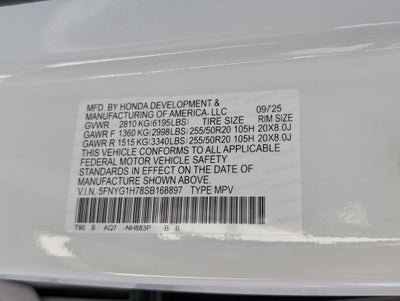 MFD. BY HONDA DEVELOPMENT &
MANUFACTURING OF AMERICA, LLC 09/25
GVWR 2810 KG(6195LBS) TIRE SIZE RIM SIZE
GAWR F 1360 KG(2998LBS) 255/50R20 105H 20X8.0J
GAWR R 1515 KG(3340LBS) 255/50R20 105H 20X8.0J
THIS VEHICLE CONFORMS TO ALL APPLICABLE
FEDERAL MOTOR VEHICLE SAFETY
STANDARDS IN EFFECT ON THE DATE OF
MANUFACTURE SHOWN ABOVE.
V.I.N. 5FNYG1H78SB168897 TYPE MPV
T90 S AQ7 -NH883P -B -B